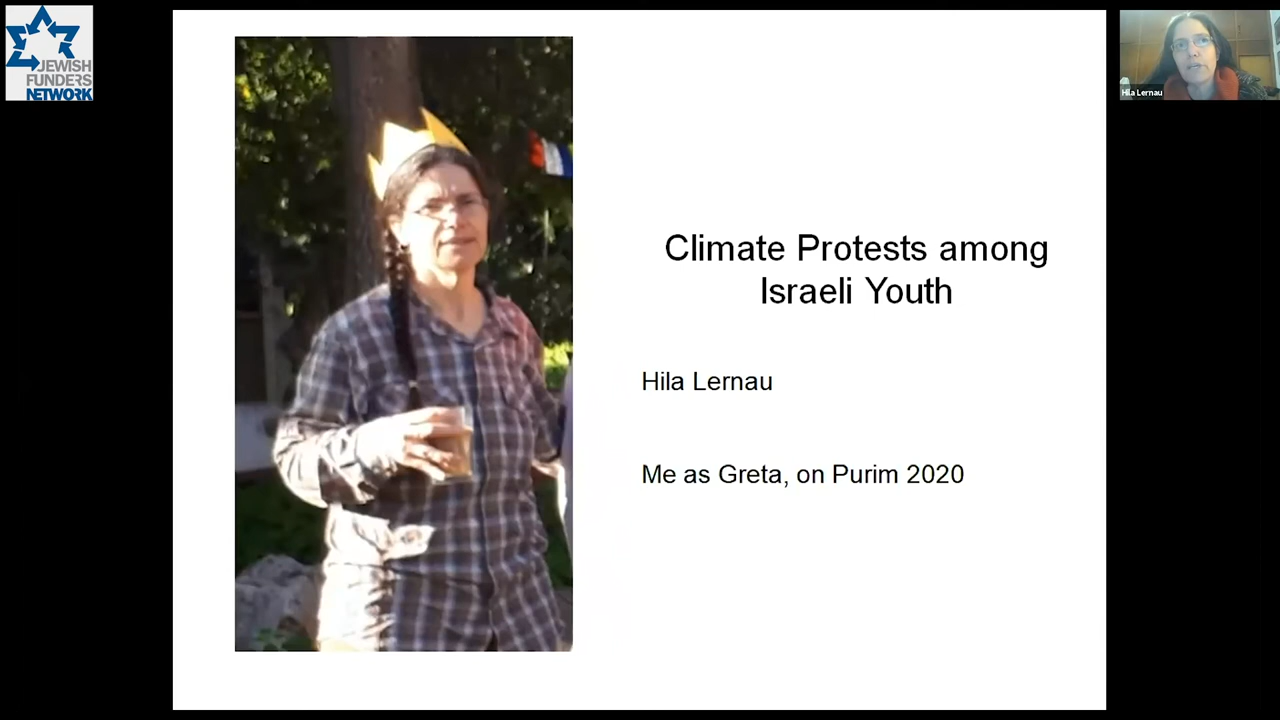 JEWISH
FUNDERS
NETWORK
Hila Lernau
Climate Protests among
Israeli Youth
Hila Lernau
Me as Greta, on Purim 2020